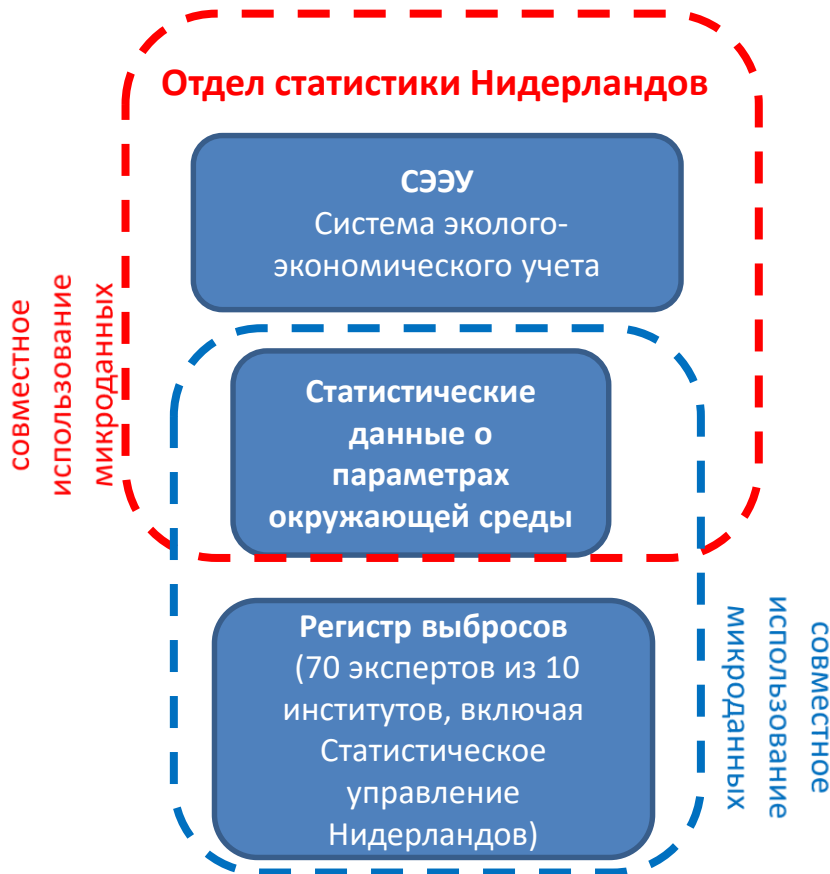 Отдел статистики Нидерландов
СЭЭУ
Система эколого-
экономического учета
совместное
использование
микроданных
Статистические
данные о
параметрах
окружающей среды
Регистр выбросов
(70 экспертов из 10
институтов, включая
Статистическое
управление
Нидерландов)
совместное
использование
микроданных